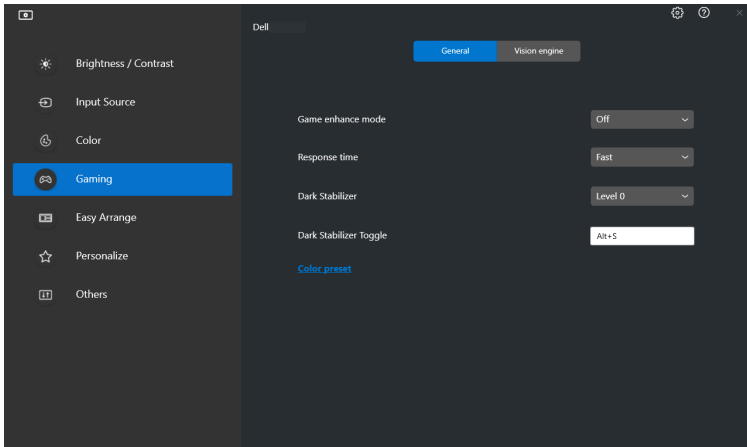 Dell
General
Vision engine
Brightness / Contrast
Input Source
Color
Gaming
Easy Arrange
Personalize
Others
Game enhance mode
Off
Response time
Fast
Dark Stabilizer
Level 0
Dark Stabilizer Toggle
Alt+S
Color preset